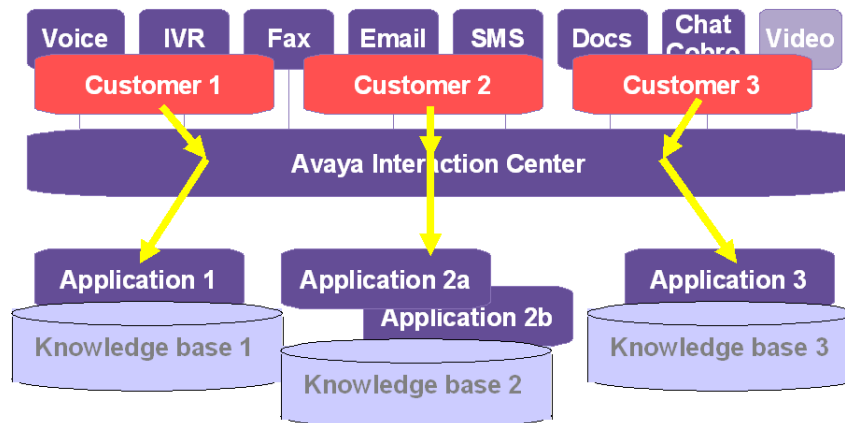 Voice IVR Fax Email SMS Docs Chat Video
Cobro
Customer 1 Customer 2 Customer 3
Avaya Interaction Center
Application 1 Application 2a Application 3
Application 2b
Knowledge base 1 Knowledge base 3
Knowledge base 2